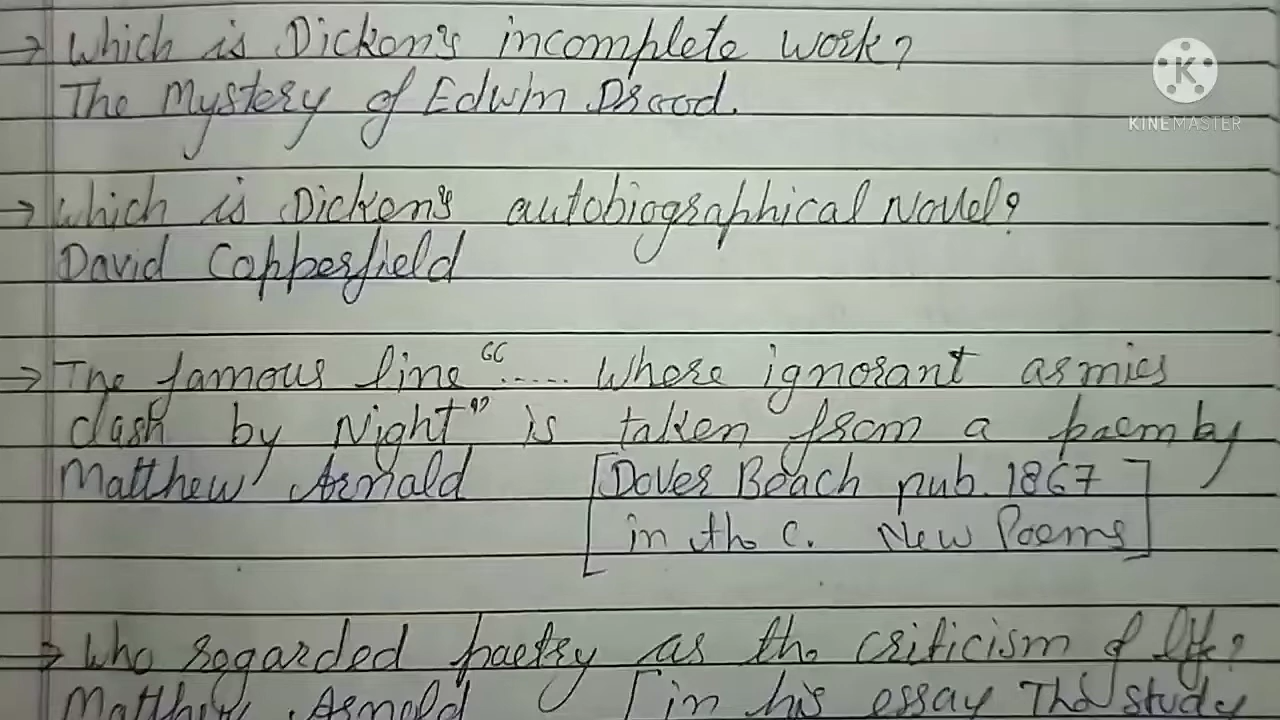 → Which is Dicken's incomplete work?
The Mystery of Edwin Drood.
KINEMASTER
→ Which is Dicken's autobiographical Novel?
David Copperfield
→ The famous line "..... Where ignorant armies
clash by Night" is taken from a poem by
Matthew Arnold [Dover Beach pub. 1867
in the C. New Poems]
→ Who regarded poetry as the criticism of life?
Matthew Arnold [in his essay The Study